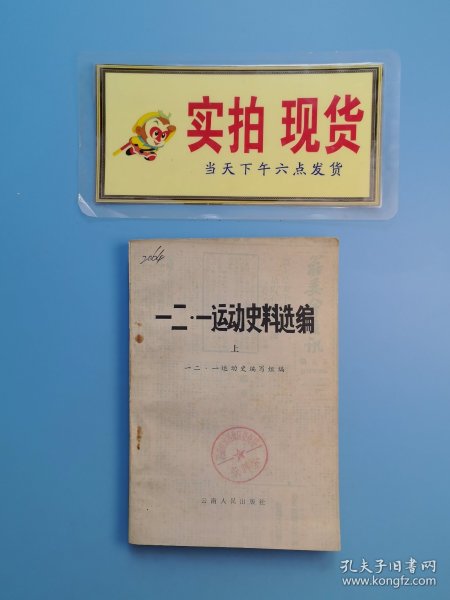 实拍 现货
当天下午六点发货
2004
一二·一运动史料选编
上
一二·一运动史编写组编
云南人民出版社
孔夫子旧书网
www.kongfz.com